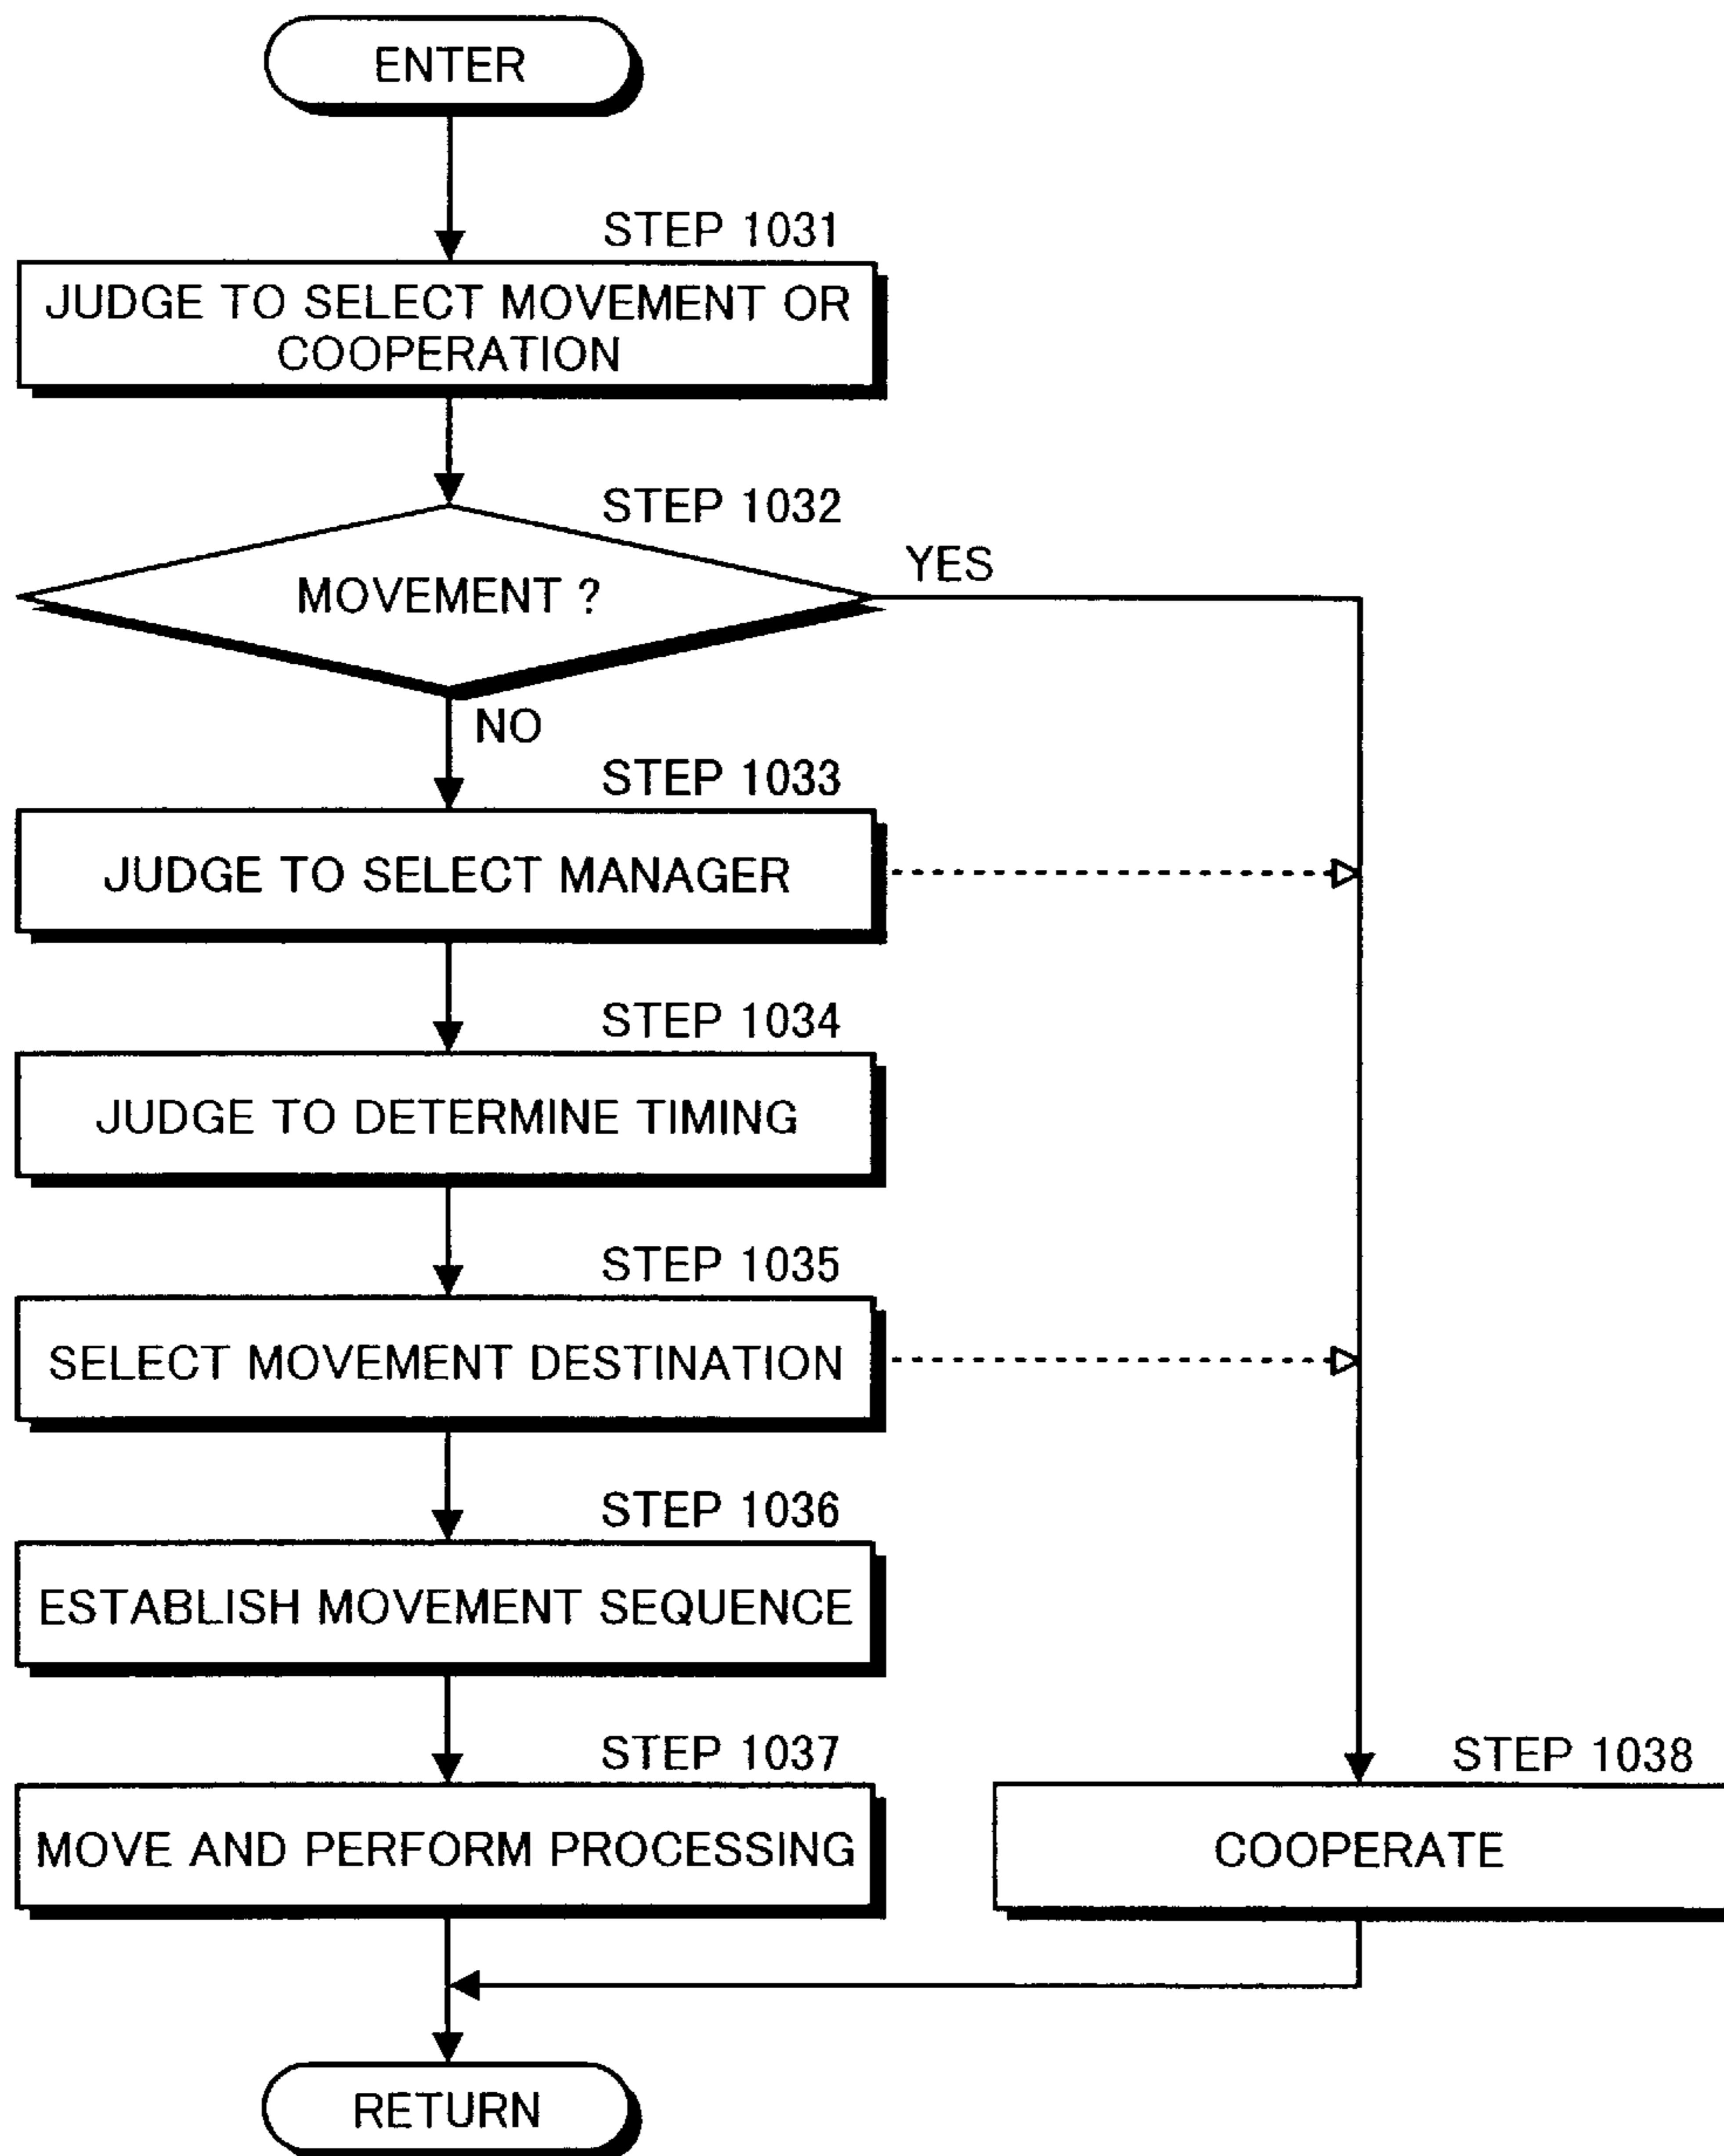 ENTER
STEP 1031
JUDGE TO SELECT MOVEMENT OR
COOPERATION
STEP 1032
MOVEMENT ?
YES
NO
STEP 1033
JUDGE TO SELECT MANAGER
STEP 1034
JUDGE TO DETERMINE TIMING
STEP 1035
SELECT MOVEMENT DESTINATION
STEP 1036
ESTABLISH MOVEMENT SEQUENCE
STEP 1037
MOVE AND PERFORM PROCESSING
STEP 1038
COOPERATE
RETURN